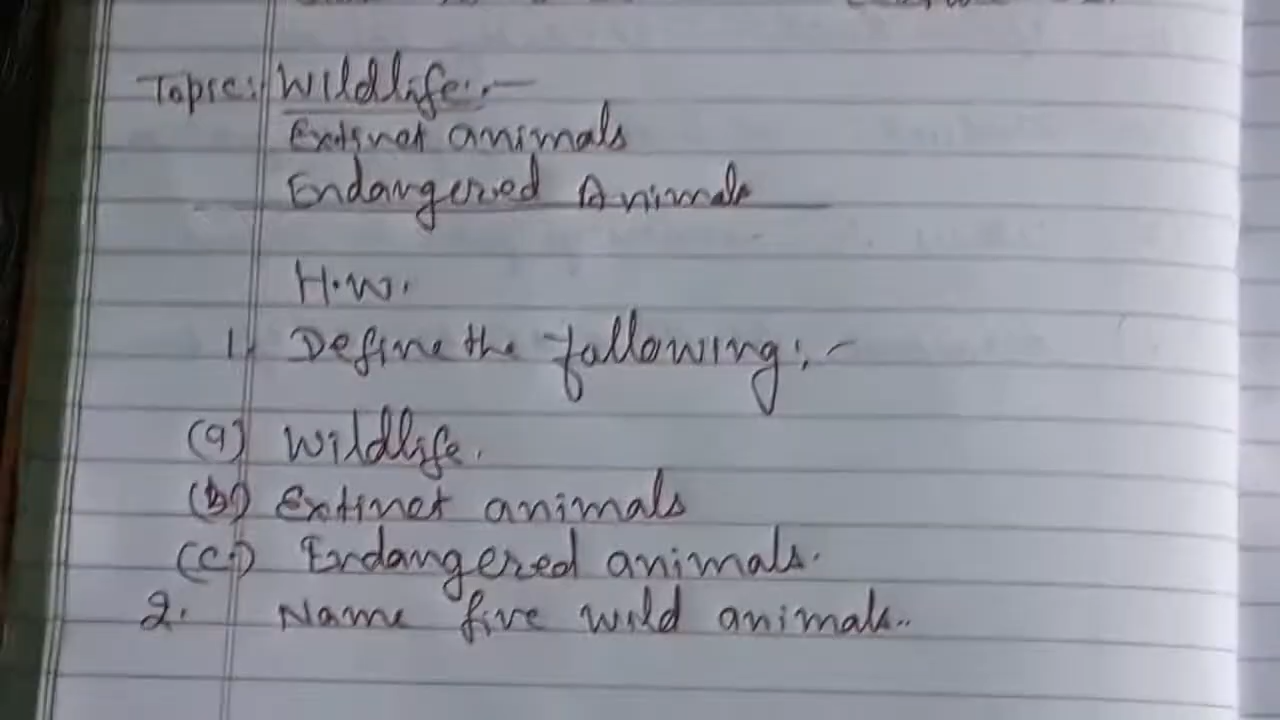 Topic: Wildlife:-
Extinct animals
Endangered Animals
H.W.
1. Define the following:-
(a) Wildlife.
(b) Extinct animals
(c) Endangered animals.
2. Name five wild animals..